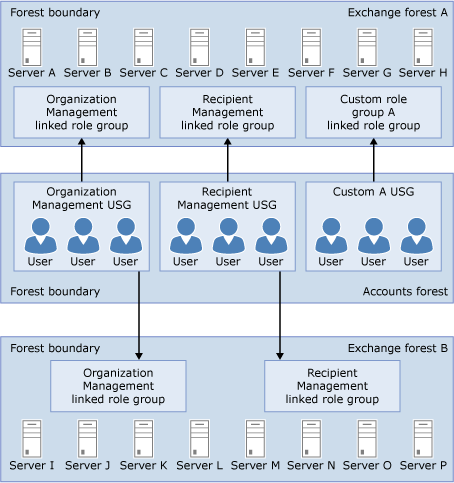 Forest boundary Exchange forest A
Server A Server B Server C Server D Server E Server F Server G Server H
Organization Management linked role group
Recipient Management linked role group
Custom role group A linked role group
Organization Management USG
User User User
Recipient Management USG
User User User
Custom A USG
User User User
Forest boundary Accounts forest
Forest boundary Exchange forest B
Organization Management linked role group
Recipient Management linked role group
Server I Server J Server K Server L Server M Server N Server O Server P